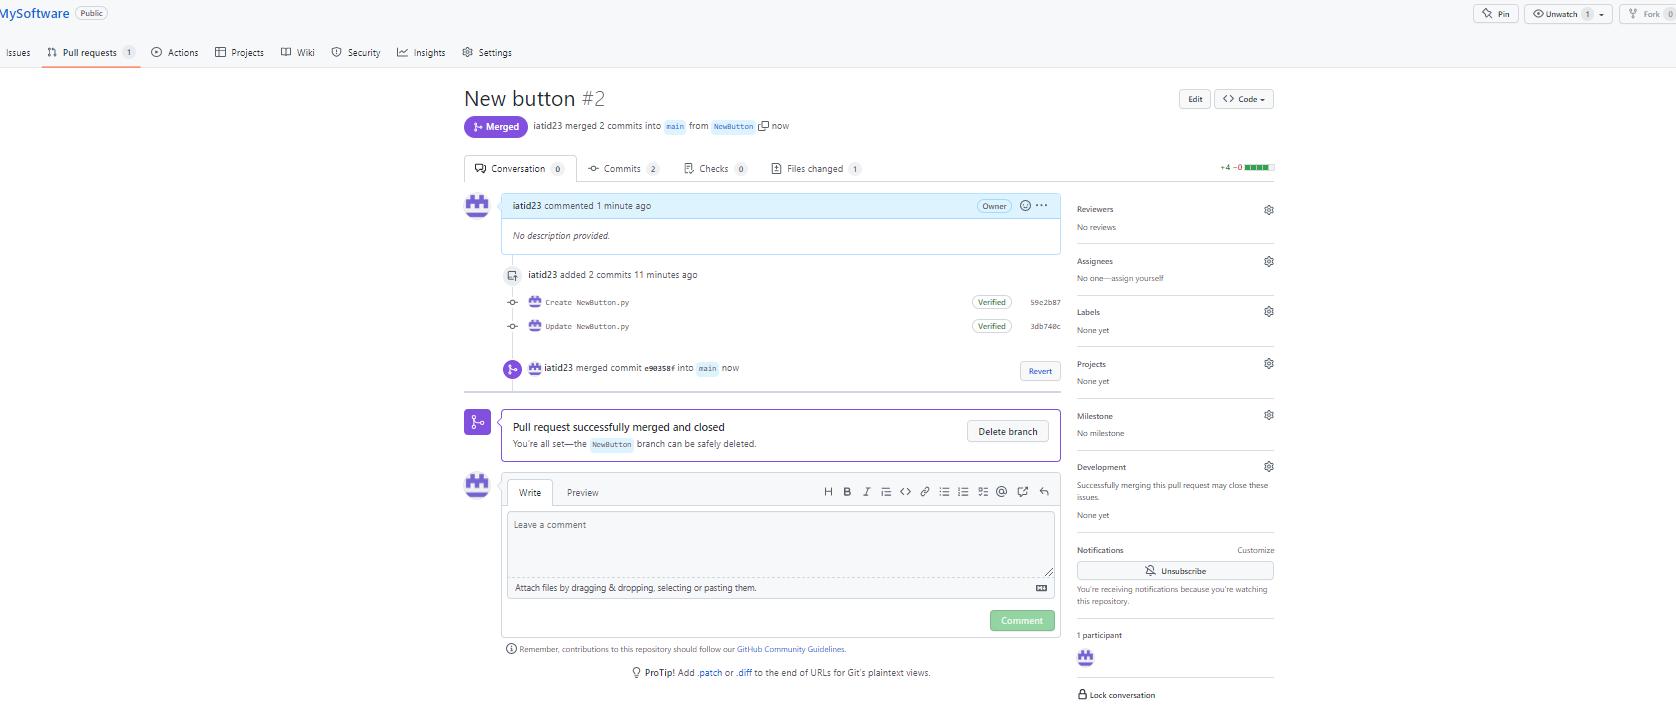 MySoftware Public
Pin Unwatch 1 Fork 0
Issues Pull requests 1 Actions Projects Wiki Security Insights Settings
New button #2
Edit <> Code
Merged iatid23 merged 2 commits into main from NewButton now
Conversation 0 Commits 2 Checks 0 Files changed 1
+4 −0
iatid23 commented 1 minute ago
Owner
No description provided.
iatid23 added 2 commits 11 minutes ago
Create NewButton.py Verified 59e2b87
Update NewButton.py Verified 3db740c
iatid23 merged commit e90358f into main now
Revert
Pull request successfully merged and closed
You're all set—the NewButton branch can be safely deleted.
Delete branch
Write Preview
H B I <> @
Leave a comment
Attach files by dragging & dropping, selecting or pasting them.
Comment
Remember, contributions to this repository should follow our GitHub Community Guidelines.
ProTip! Add .patch or .diff to the end of URLs for Git's plaintext views.
Reviewers
No reviews
Assignees
No one—assign yourself
Labels
None yet
Projects
None yet
Milestone
No milestone
Development
Successfully merging this pull request may close these
issues.
None yet
Notifications Customize
Unsubscribe
You're receiving notifications because you're watching
this repository.
1 participant
Lock conversation